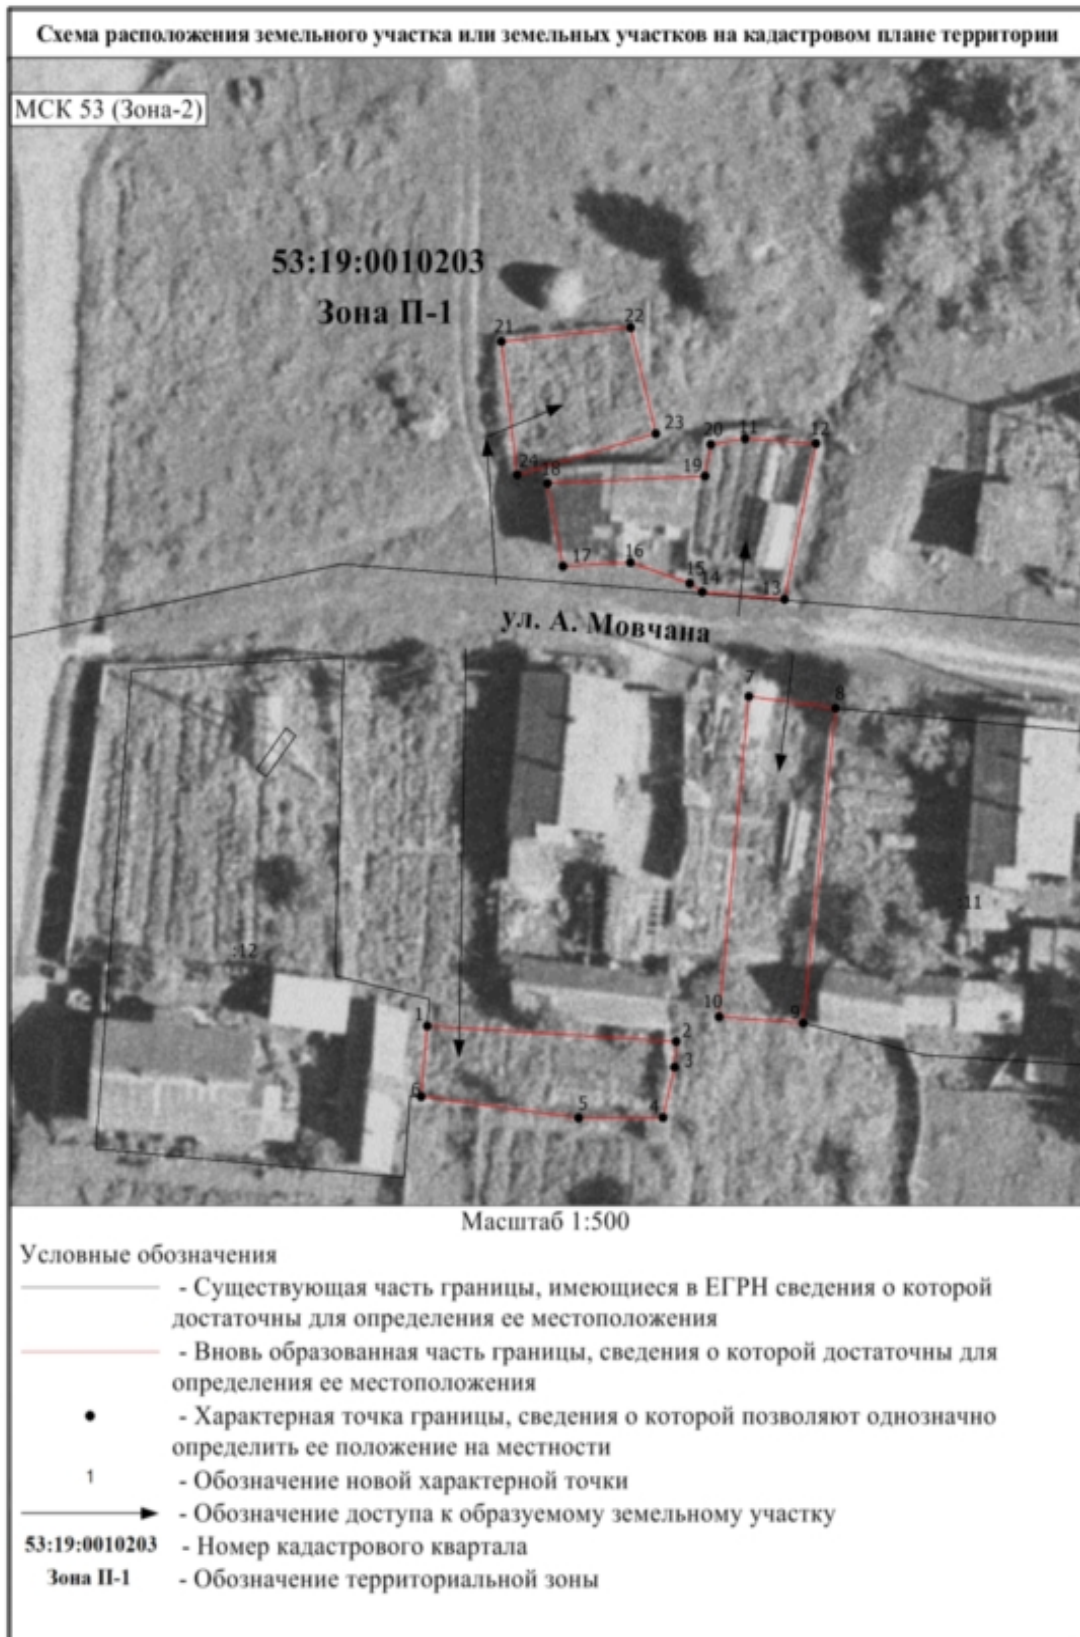 Схема расположения земельного участка или земельных участков на кадастровом плане территории
МСК 53 (Зона-2)
53:19:0010203
Зона П-1
21
22
23
24
18
20
11
12
19
17
16
15
14
13
ул. А. Мовчана
7
8
:11
:12
10
9
1
2
3
6
5
4
Масштаб 1:500
Условные обозначения
- Существующая часть границы, имеющиеся в ЕГРН сведения о которой
достаточны для определения ее местоположения
- Вновь образованная часть границы, сведения о которой достаточны для
определения ее местоположения
- Характерная точка границы, сведения о которой позволяют однозначно
определить ее положение на местности
1 - Обозначение новой характерной точки
- Обозначение доступа к образуемому земельному участку
53:19:0010203 - Номер кадастрового квартала
Зона П-1 - Обозначение территориальной зоны